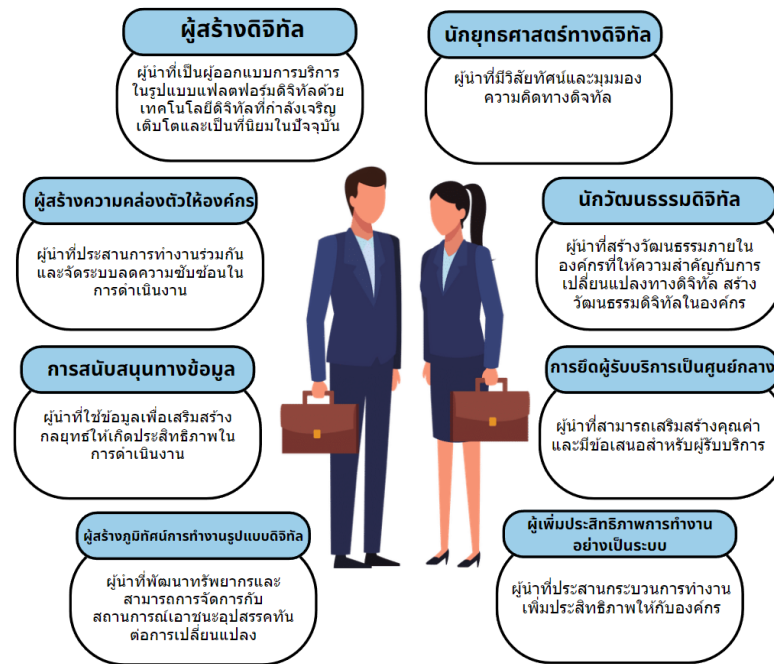 ผู้สร้างดิจิทัล
ผู้นำที่เป็นผู้ออกแบบการบริการ
ในรูปแบบแฟลตฟอร์มดิจิทัลด้วย
เทคโนโลยีดิจิทัลที่กำลังเจริญ
เติบโตและเป็นที่นิยมในปัจจุบัน
นักยุทธศาสตร์ทางดิจิทัล
ผู้นำที่มีวิสัยทัศน์และมุมมอง
ความคิดทางดิจทัล
ผู้สร้างความคล่องตัวให้องค์กร
ผู้นำที่ประสานการทำงานร่วมกัน
และจัดระบบลดความซับซ้อนใน
การดำเนินงาน
นักวัฒนธรรมดิจิทัล
ผู้นำที่สร้างวัฒนธรรมภายใน
องค์กรที่ให้ความสำคัญกับการ
เปลี่ยนแปลงทางดิจิทัล สร้าง
วัฒนธรรมดิจิทัลในองค์กร
การสนับสนุนทางข้อมูล
ผู้นำที่ใช้ข้อมูลเพื่อเสริมสร้าง
กลยุทธ์ให้เกิดประสิทธิภาพใน
การดำเนินงาน
การยึดผู้รับบริการเป็นศูนย์กลาง
ผู้นำที่สามารถเสริมสร้างคุณค่า
และมีข้อเสนอสำหรับผู้รับบริการ
ผู้สร้างภูมิทัศน์การทำงานรูปแบบดิจิทัล
ผู้นำที่พัฒนาทรัพยากรและ
สามารถการจัดการกับ
สถานการณ์เอาชนะอุปสรรคทัน
ต่อการเปลี่ยนแปลง
ผู้เพิ่มประสิทธิภาพการทำงาน
อย่างเป็นระบบ
ผู้นำที่ประสานกระบวนการทำงาน
เพิ่มประสิทธิภาพให้กับองค์กร